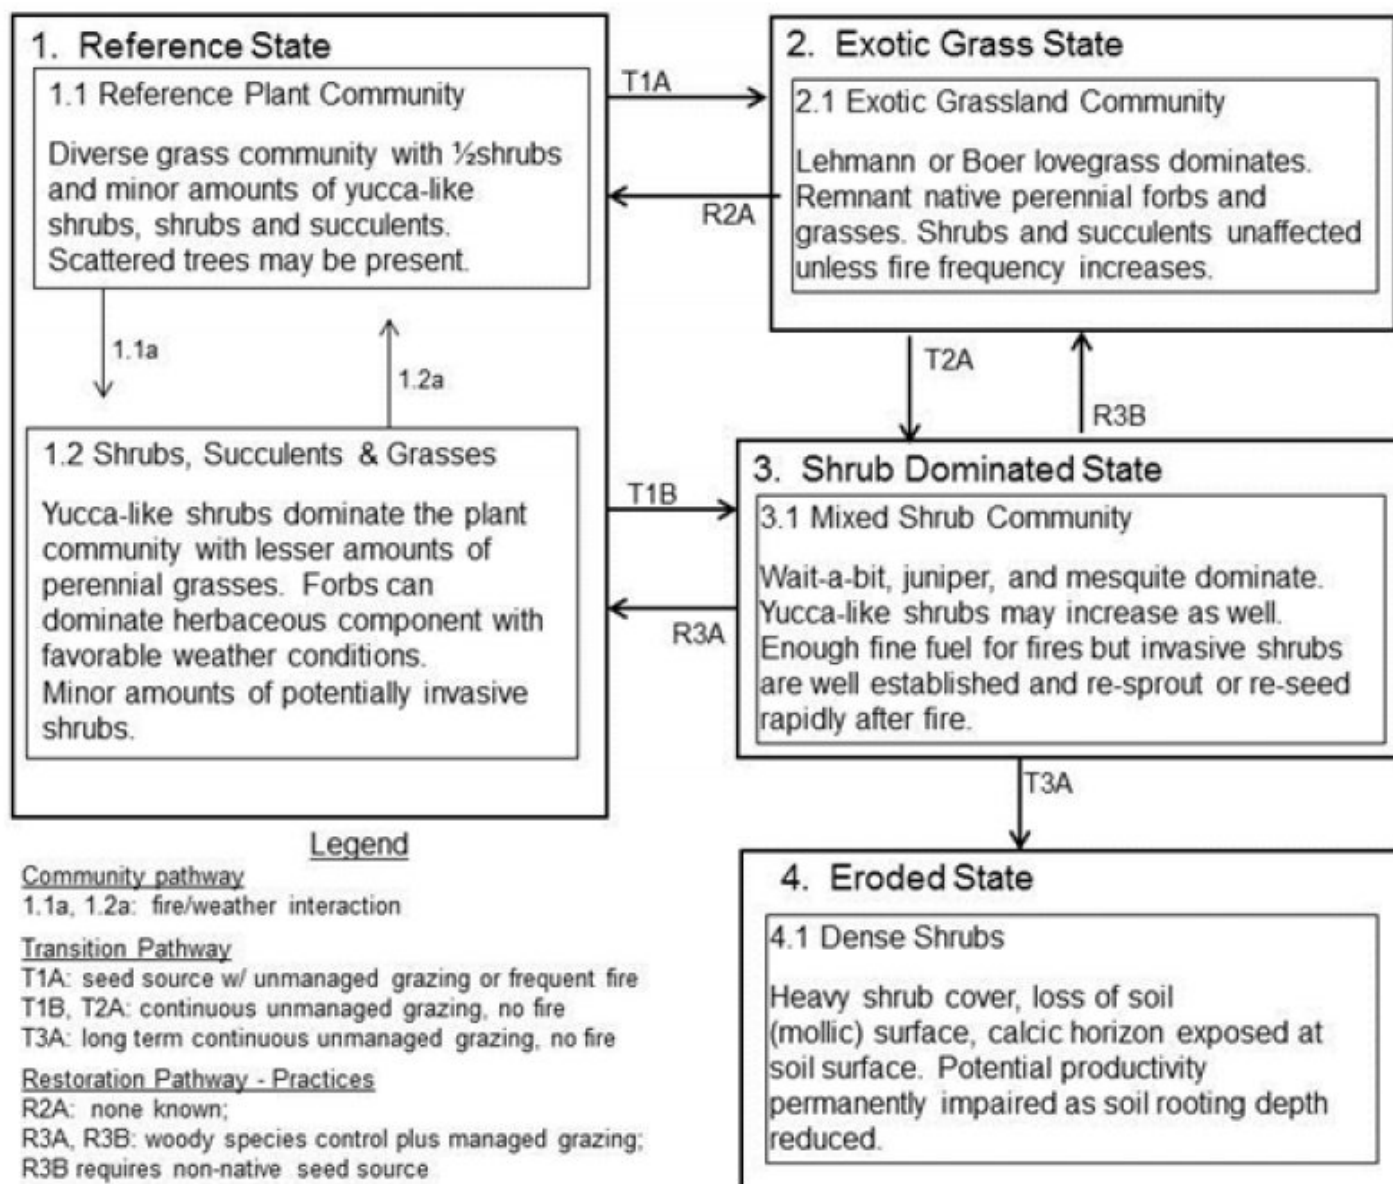 1. Reference State
1.1 Reference Plant Community
Diverse grass community with ½shrubs
and minor amounts of yucca-like
shrubs, shrubs and succulents.
Scattered trees may be present.
1.1a
1.2a
1.2 Shrubs, Succulents & Grasses
Yucca-like shrubs dominate the plant
community with lesser amounts of
perennial grasses. Forbs can
dominate herbaceous component with
favorable weather conditions.
Minor amounts of potentially invasive
shrubs.
T1A
R2A
2. Exotic Grass State
2.1 Exotic Grassland Community
Lehmann or Boer lovegrass dominates.
Remnant native perennial forbs and
grasses. Shrubs and succulents unaffected
unless fire frequency increases.
T2A
R3B
T1B
R3A
3. Shrub Dominated State
3.1 Mixed Shrub Community
Wait-a-bit, juniper, and mesquite dominate.
Yucca-like shrubs may increase as well.
Enough fine fuel for fires but invasive shrubs
are well established and re-sprout or re-seed
rapidly after fire.
T3A
4. Eroded State
4.1 Dense Shrubs
Heavy shrub cover, loss of soil
(mollic) surface, calcic horizon exposed at
soil surface. Potential productivity
permanently impaired as soil rooting depth
reduced.
Legend
Community pathway
1.1a, 1.2a: fire/weather interaction
Transition Pathway
T1A: seed source w/ unmanaged grazing or frequent fire
T1B, T2A: continuous unmanaged grazing, no fire
T3A: long term continuous unmanaged grazing, no fire
Restoration Pathway - Practices
R2A: none known;
R3A, R3B: woody species control plus managed grazing;
R3B requires non-native seed source